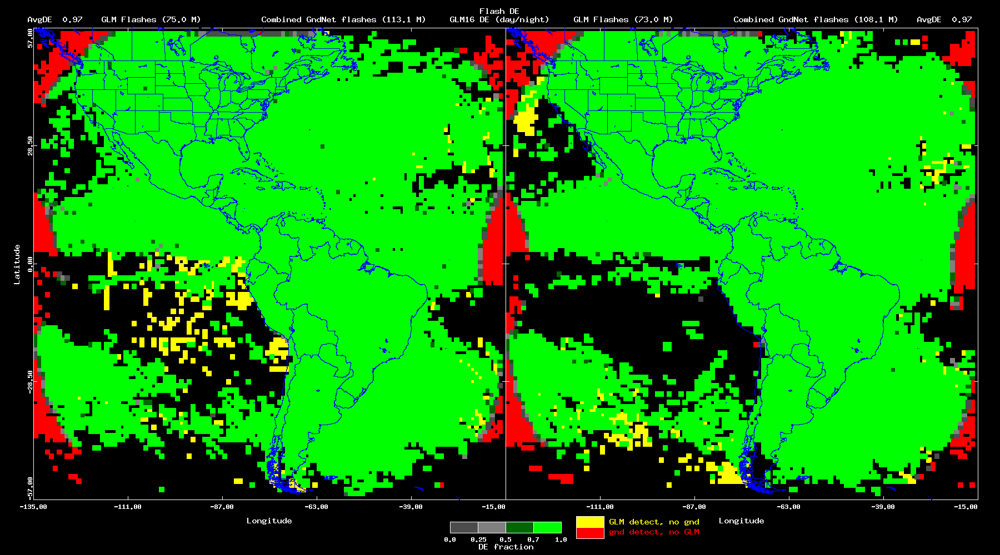 Flash DE
AvgDE 0.97 GLM Flashes (75.0 M) Combined GndNet flashes (113.1 M) GLM16 DE (day/night) GLM Flashes (73.0 M) Combined GndNet flashes (108.1 M) AvgDE 0.97
57.00
28.50
0.00
-28.50
-57.00
Latitude
-135.00 -111.00 -87.00 -63.00 -39.00 -15.00 -111.00 -87.00 -63.00 -39.00 -15.00
Longitude Longitude
GLM detect, no gnd
gnd detect, no GLM
0.0 0.25 0.5 0.7 1.0
DE fraction